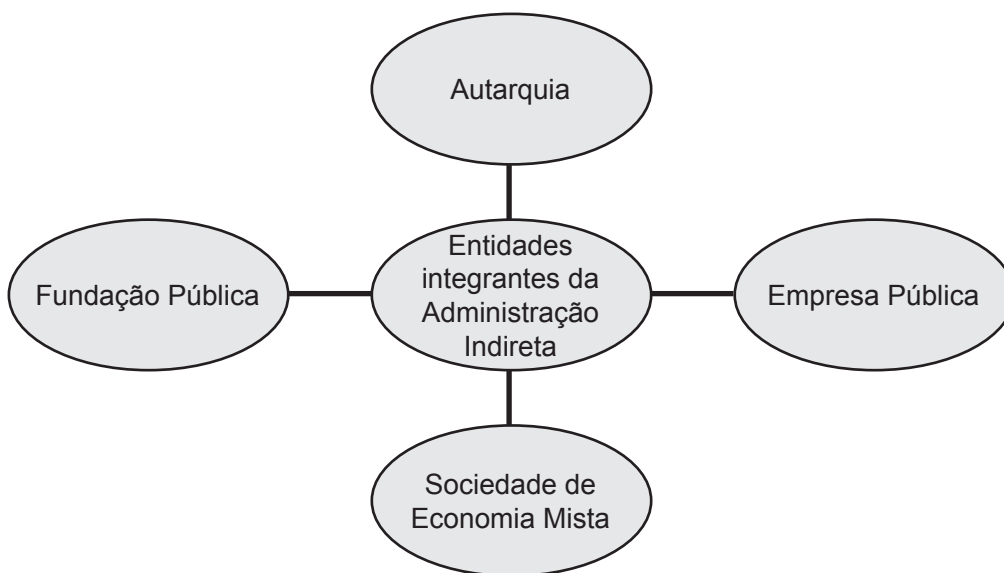 Autarquia
Fundação Pública
Entidades
integrantes da
Administração
Indireta
Empresa Pública
Sociedade de
Economia Mista